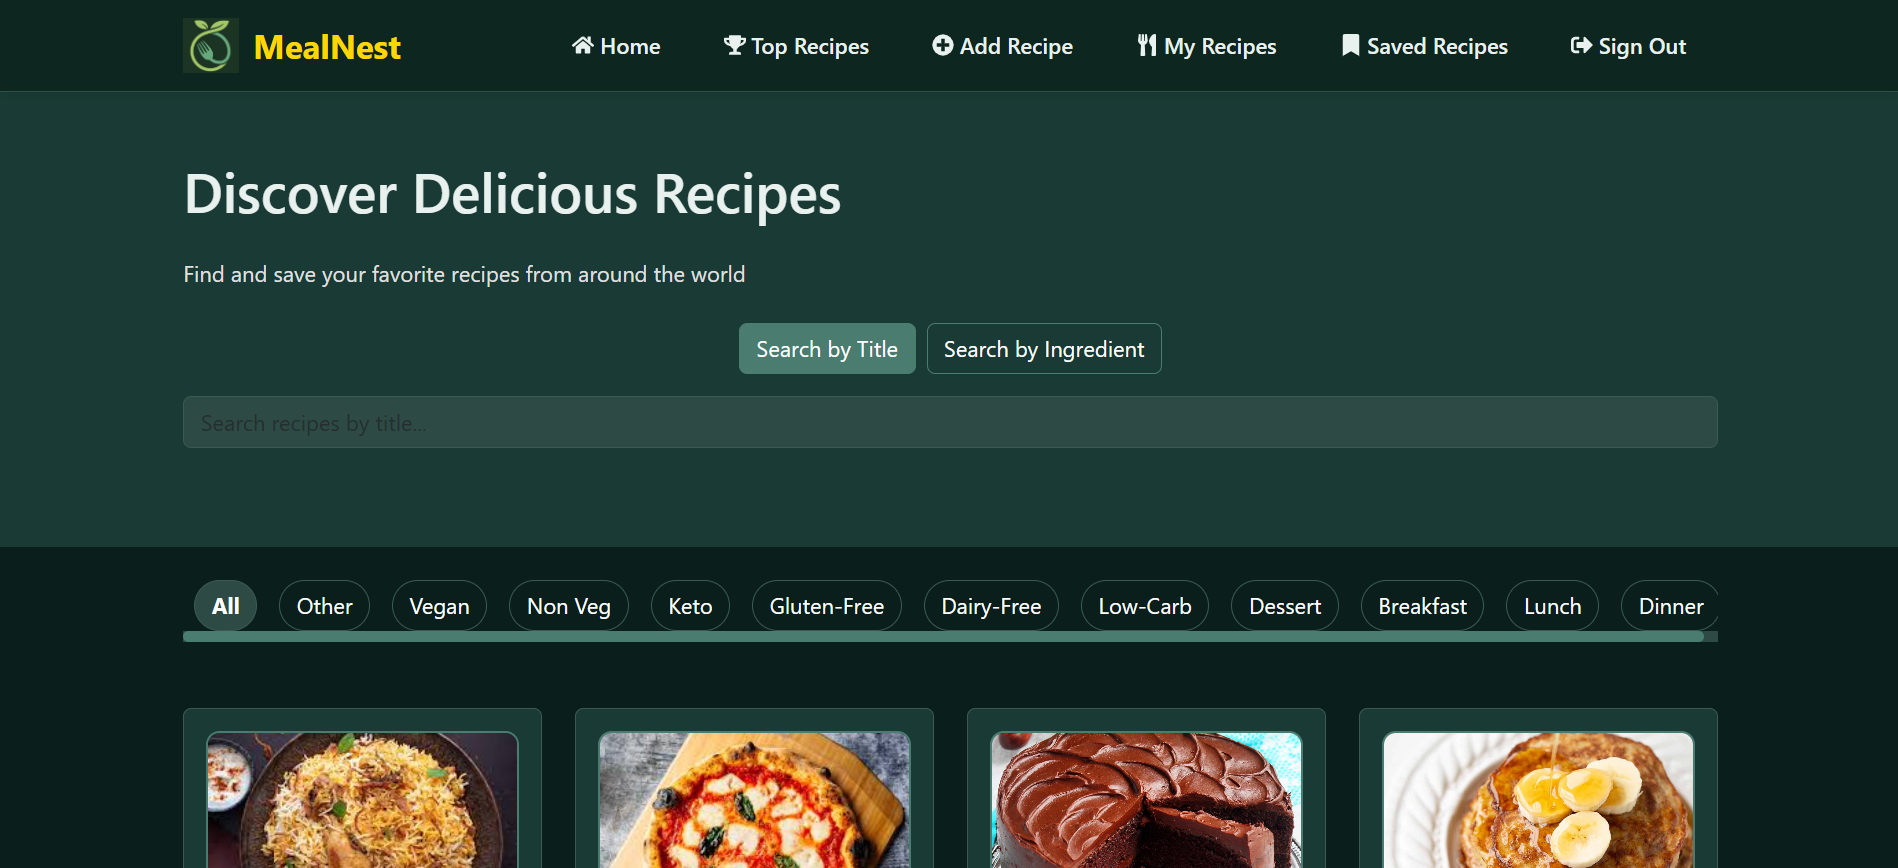 MealNest Home Top Recipes Add Recipe My Recipes Saved Recipes Sign Out
Discover Delicious Recipes
Find and save your favorite recipes from around the world
Search by Title Search by Ingredient
Search recipes by title...
All Other Vegan Non Veg Keto Gluten-Free Dairy-Free Low-Carb Dessert Breakfast Lunch Dinner